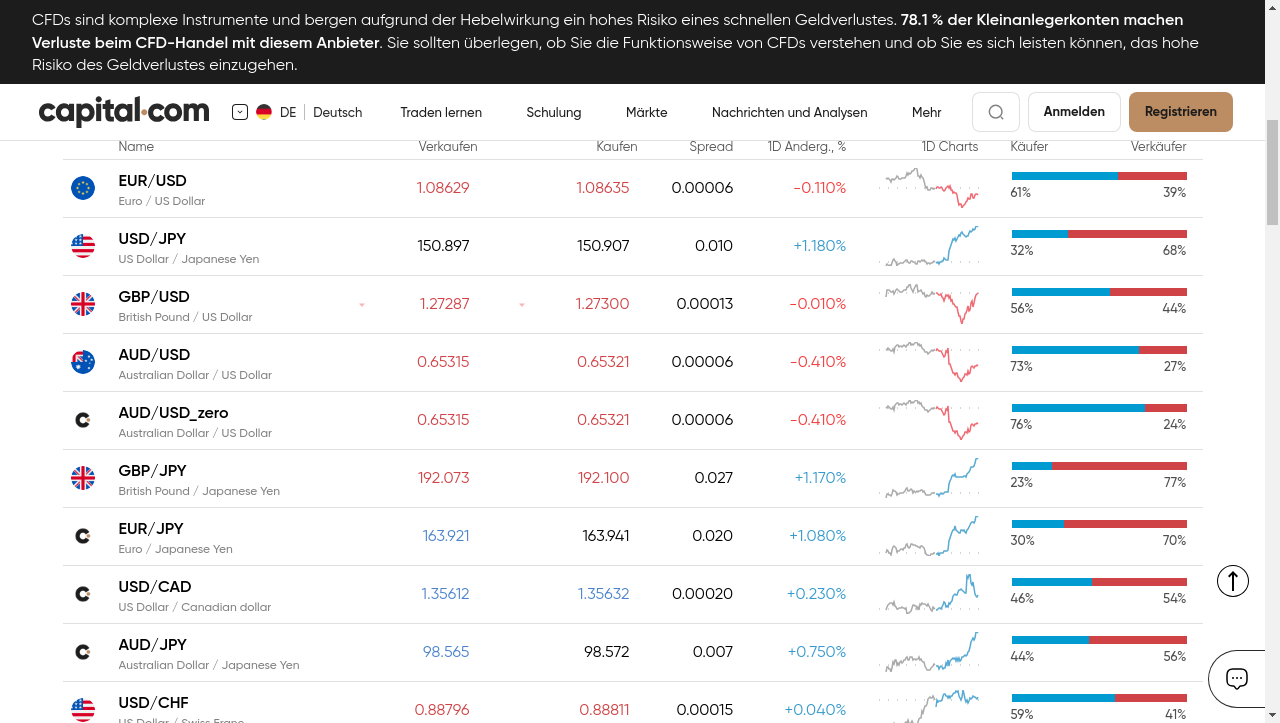 CFDs sind komplexe Instrumente und bergen aufgrund der Hebelwirkung ein hohes Risiko eines schnellen Geldverlustes. 78.1 % der Kleinanlegerkonten machen
Verluste beim CFD-Handel mit diesem Anbieter. Sie sollten überlegen, ob Sie die Funktionsweise von CFDs verstehen und ob Sie es sich leisten können, das hohe
Risiko des Geldverlustes einzugehen.
capital.com DE Deutsch Traden lernen Schulung Märkte Nachrichten und Analysen Mehr Anmelden Registrieren
Name Verkaufen Kaufen Spread 1D Anderg., % 1D Charts Käufer Verkäufer
EUR/USD 1.08629 1.08635 0.00006 -0.110%
Euro / US Dollar 61% 39%
USD/JPY 150.897 150.907 0.010 +1.180%
US Dollar / Japanese Yen 32% 68%
GBP/USD 1.27287 1.27300 0.00013 -0.010%
British Pound / US Dollar 56% 44%
AUD/USD 0.65315 0.65321 0.00006 -0.410%
Australian Dollar / US Dollar 73% 27%
AUD/USD_zero 0.65315 0.65321 0.00006 -0.410%
Australian Dollar / US Dollar 76% 24%
GBP/JPY 192.073 192.100 0.027 +1.170%
British Pound / Japanese Yen 23% 77%
EUR/JPY 163.921 163.941 0.020 +1.080%
Euro / Japanese Yen 30% 70%
USD/CAD 1.35612 1.35632 0.00020 +0.230%
US Dollar / Canadian dollar 46% 54%
AUD/JPY 98.565 98.572 0.007 +0.750%
Australian Dollar / Japanese Yen 44% 56%
USD/CHF 0.88796 0.88811 0.00015 +0.040%
US Dollar / Swiss Franc 59% 41%